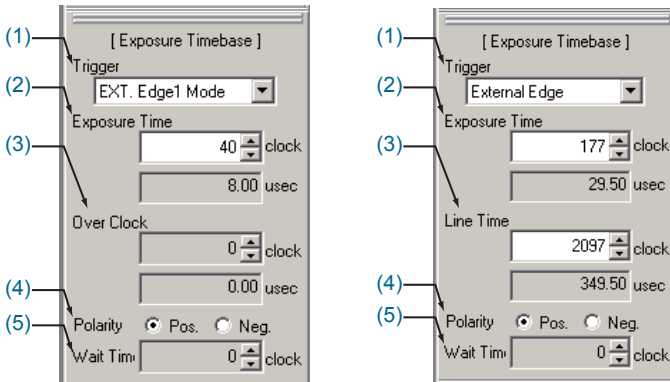 [ Exposure Timebase ]
(1)
Trigger
EXT. Edge1 Mode
(2)
Exposure Time
40 clock
(3)
8.00 usec
Over Clock
0 clock
0.00 usec
(4)
Polarity Pos. Neg.
(5)
Wait Tim
0 clock
[ Exposure Timebase ]
(1)
Trigger
External Edge
(2)
Exposure Time
177 clock
(3)
29.50 usec
Line Time
2097 clock
349.50 usec
(4)
Polarity Pos. Neg.
(5)
Wait Tim
0 clock